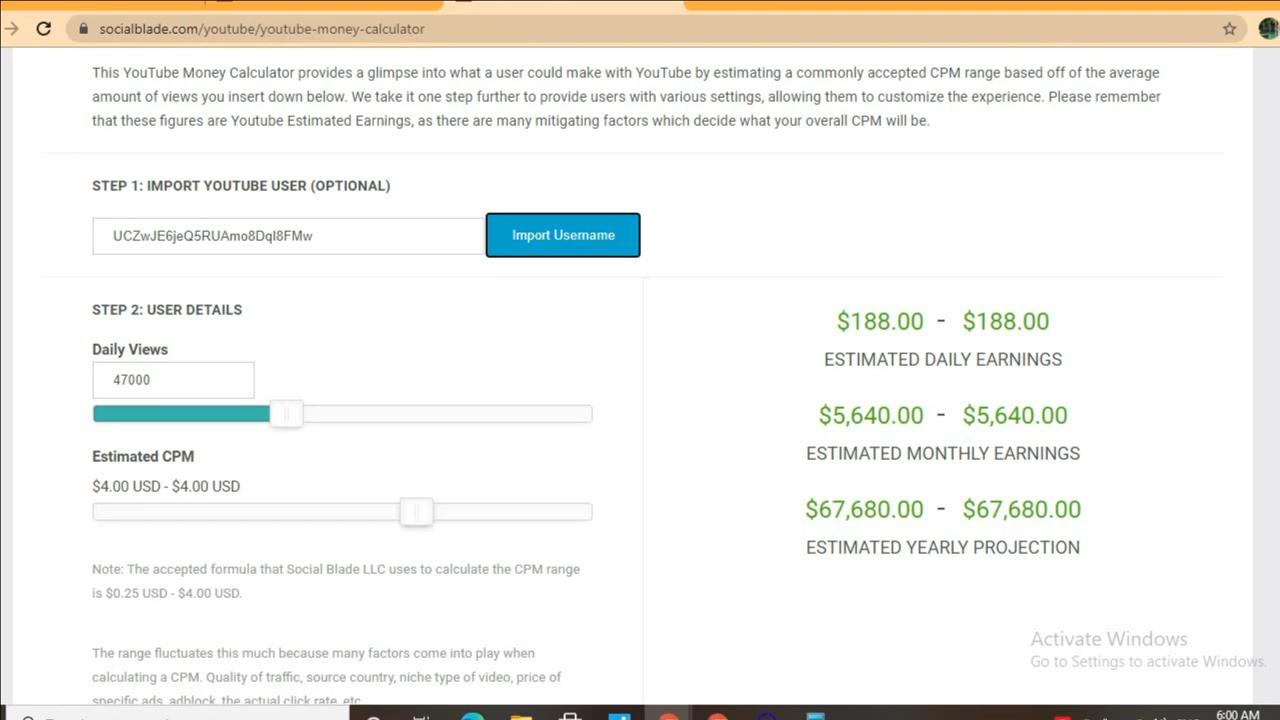 socialblade.com/youtube/youtube-money-calculator
This YouTube Money Calculator provides a glimpse into what a user could make with YouTube by estimating a commonly accepted CPM range based off of the average
amount of views you insert down below. We take it one step further to provide users with various settings, allowing them to customize the experience. Please remember
that these figures are Youtube Estimated Earnings, as there are many mitigating factors which decide what your overall CPM will be.
STEP 1: IMPORT YOUTUBE USER (OPTIONAL)
UCZwJE6jeQ5RUAmo8DqI8FMw
Import Username
STEP 2: USER DETAILS
Daily Views
47000
Estimated CPM
$4.00 USD - $4.00 USD
Note: The accepted formula that Social Blade LLC uses to calculate the CPM range
is $0.25 USD - $4.00 USD.
The range fluctuates this much because many factors come into play when
calculating a CPM. Quality of traffic, source country, niche type of video, price of
specific ads, adblock, the actual click rate, etc.
$188.00 - $188.00
ESTIMATED DAILY EARNINGS
$5,640.00 - $5,640.00
ESTIMATED MONTHLY EARNINGS
$67,680.00 - $67,680.00
ESTIMATED YEARLY PROJECTION
Activate Windows
Go to Settings to activate Windows.
6:00 AM